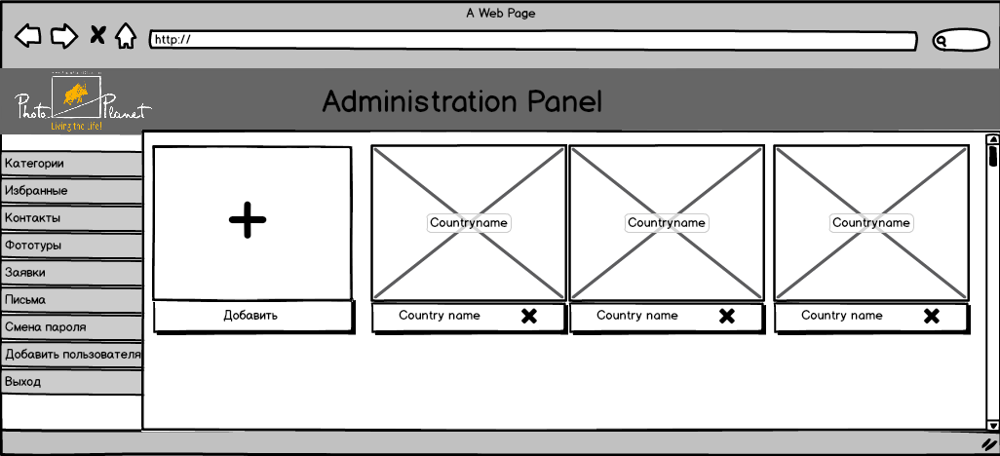 A Web Page
http://
Photo Planet
Living the Life!
Administration Panel
Категории
Избранные
Контакты
Фототуры
Заявки
Письма
Смена пароля
Добавить пользователя
Выход
Добавить
Countryname
Country name
Countryname
Country name
Countryname
Country name